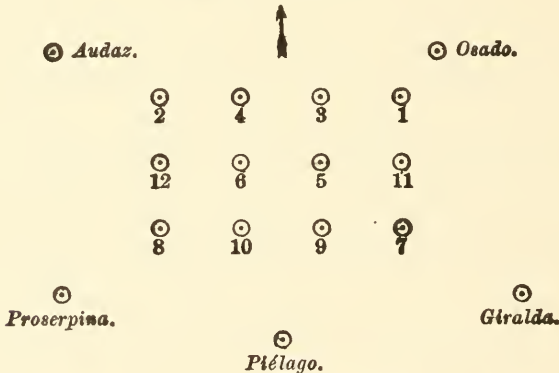 Audaz. Osado.
2 4 3 1
12 6 5 11
8 10 9 7
Proserpina. Giralda.
Piélago.